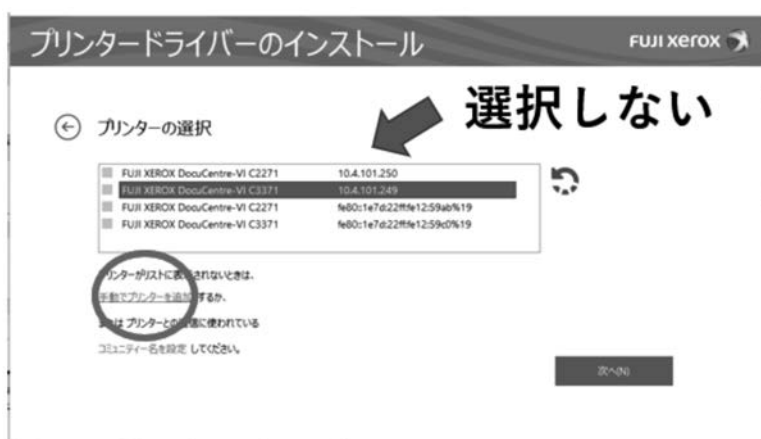 プリンタードライバーのインストール
FUJI xerox
選択しない
プリンターの選択
FUJI XEROX DocuCentre-VI C2271 10.4.101.250
FUJI XEROX DocuCentre-VI C3371 10.4.101.249
FUJI XEROX DocuCentre-VI C2271 fe80::1e7d:22ff:fe12:59ab%19
FUJI XEROX DocuCentre-VI C3371 fe80::1e7d:22ff:fe12:59c0%19
プリンターがリストに表示されないときは、
手動でプリンターを追加 するか、
または プリンターとの通信に使われている
コミュニティー名を設定 してください。
次へ(N)